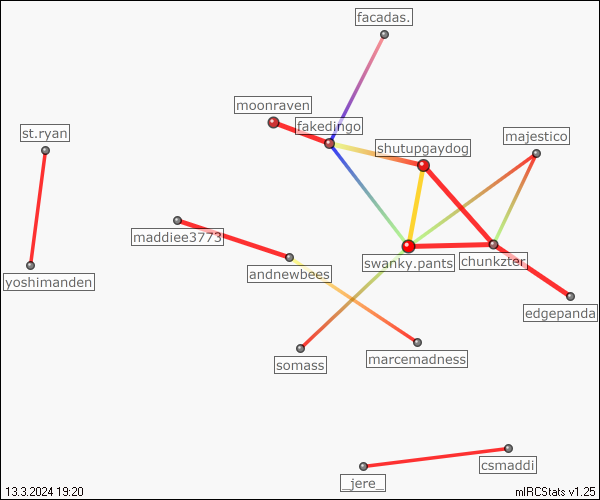 facadas.
moonraven
fakedingo
st.ryan
majestico
shutupgaydog
maddiee3773
swanky.pants
chunkzter
andnewbees
yoshimanden
edgepanda
marcemadness
somass
csmaddi
_jere_
13.3.2024 19:20
mIRCStats v1.25